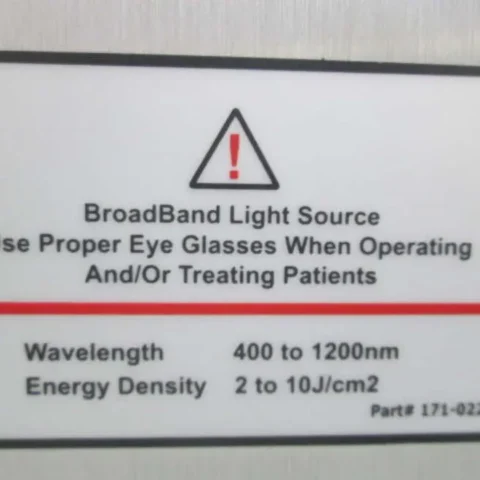 !
BroadBand Light Source
se Proper Eye Glasses When Operating
And/Or Treating Patients
Wavelength 400 to 1200nm
Energy Density 2 to 10J/cm2
Part# 171-022